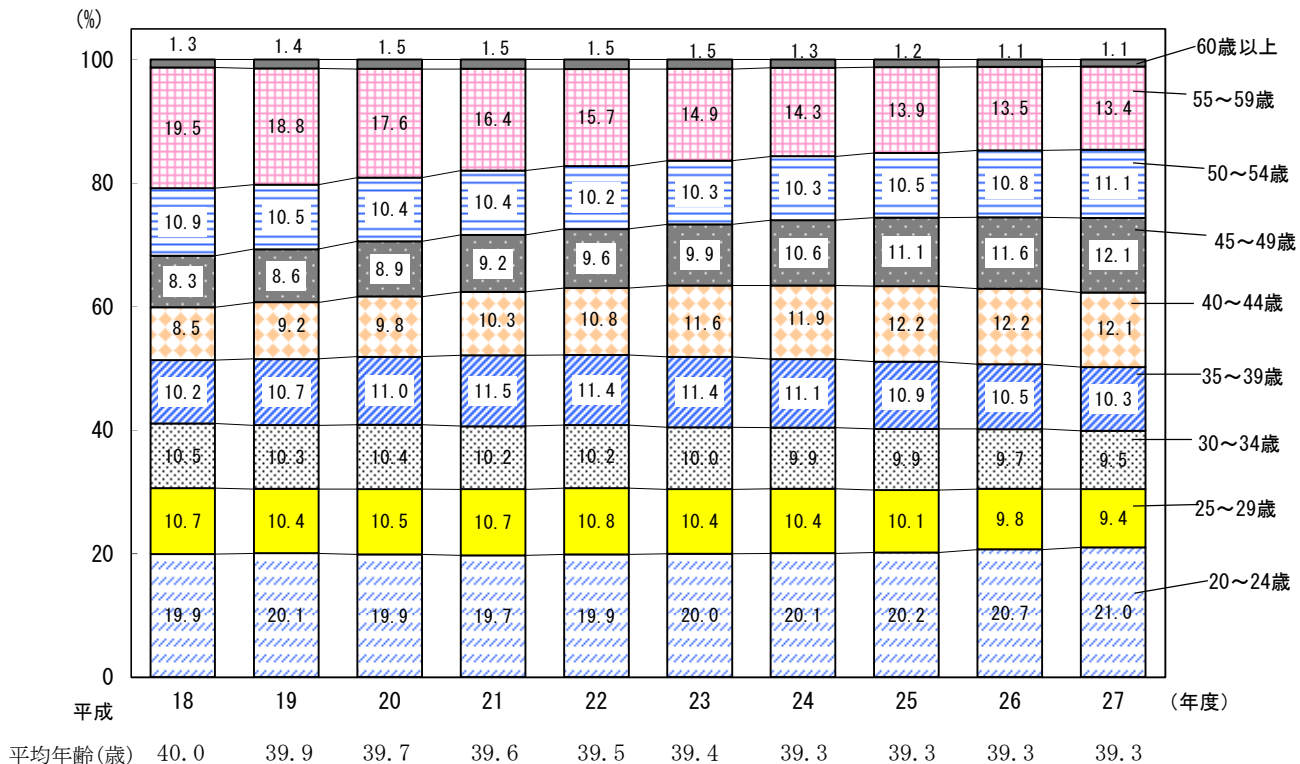 (%)
100
80
60
40
20
0
1.3 1.4 1.5 1.5 1.5 1.5 1.3 1.2 1.1 1.1
60歳以上
19.5 18.8 17.6 16.4 15.7 14.9 14.3 13.9 13.5 13.4
55～59歳
10.9 10.5 10.4 10.4 10.2 10.3 10.3 10.5 10.8 11.1
50～54歳
8.3 8.6 8.9 9.2 9.6 9.9 10.6 11.1 11.6 12.1
45～49歳
8.5 9.2 9.8 10.3 10.8 11.6 11.9 12.2 12.2 12.1
40～44歳
10.2 10.7 11.0 11.5 11.4 11.4 11.1 10.9 10.5 10.3
35～39歳
10.5 10.3 10.4 10.2 10.2 10.0 9.9 9.9 9.7 9.5
30～34歳
10.7 10.4 10.5 10.7 10.8 10.4 10.4 10.1 9.8 9.4
25～29歳
19.9 20.1 19.9 19.7 19.9 20.0 20.1 20.2 20.7 21.0
20～24歳
平成 18 19 20 21 22 23 24 25 26 27 (年度)
平均年齢(歳) 40.0 39.9 39.7 39.6 39.5 39.4 39.3 39.3 39.3 39.3